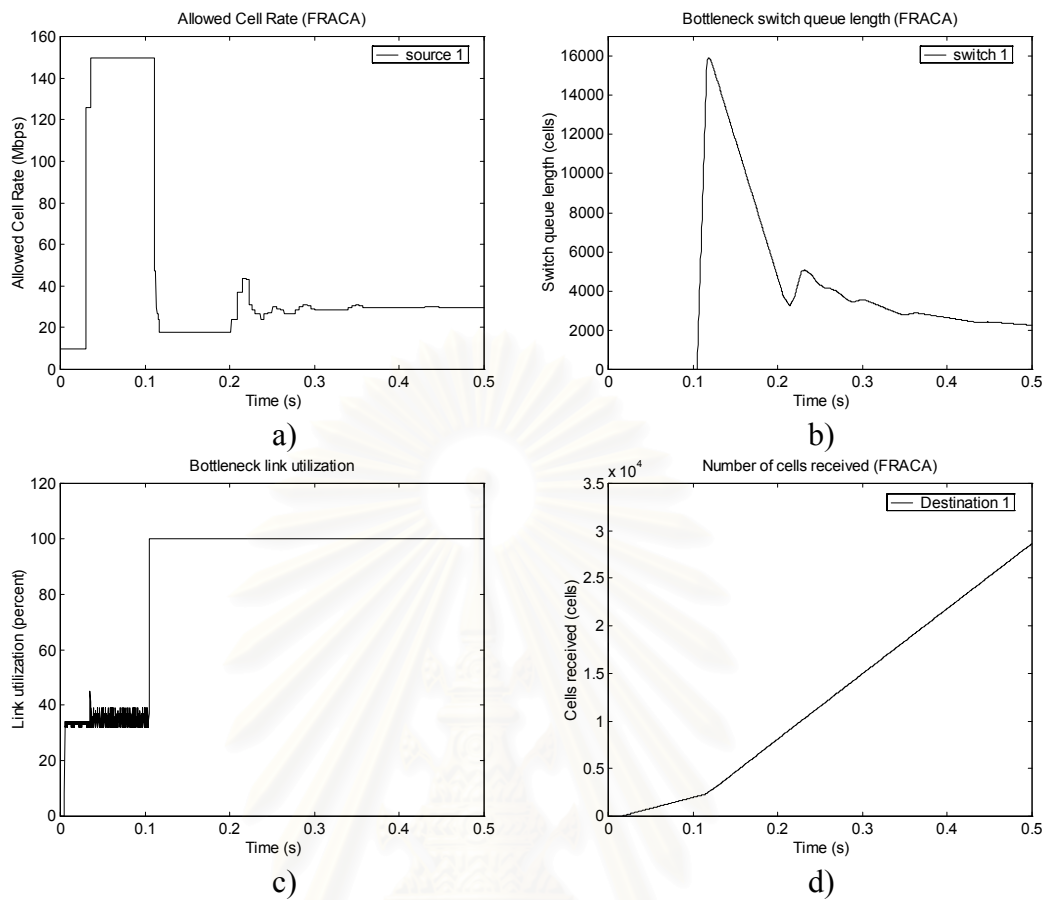 Allowed Cell Rate (FRACA)
160
140
120
100
80
60
40
20
0
Allowed Cell Rate (Mbps)
source 1
0 0.1 0.2 0.3 0.4 0.5
Time (s)
a)
Bottleneck switch queue length (FRACA)
16000
14000
12000
10000
8000
6000
4000
2000
0
Switch queue length (cells)
switch 1
0 0.1 0.2 0.3 0.4 0.5
Time (s)
b)
Bottleneck link utilization
120
100
80
60
40
20
0
Link utilization (percent)
0 0.1 0.2 0.3 0.4 0.5
Time (s)
c)
Number of cells received (FRACA)
x 10^4
3.5
3
2.5
2
1.5
1
0.5
0
Cells received (cells)
Destination 1
0 0.1 0.2 0.3 0.4 0.5
Time (s)
d)